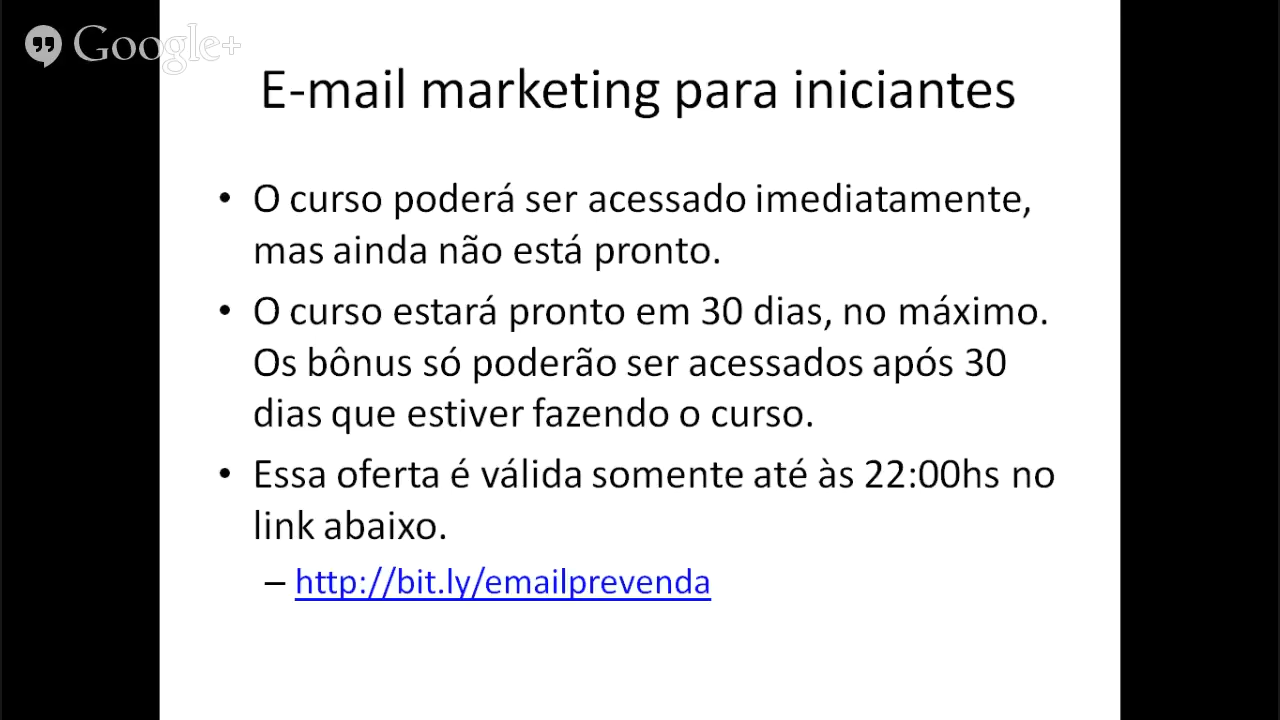 Google+
E-mail marketing para iniciantes
• O curso poderá ser acessado imediatamente,
mas ainda não está pronto.
• O curso estará pronto em 30 dias, no máximo.
Os bônus só poderão ser acessados após 30
dias que estiver fazendo o curso.
• Essa oferta é válida somente até às 22:00hs no
link abaixo.
– http://bit.ly/emailprevenda